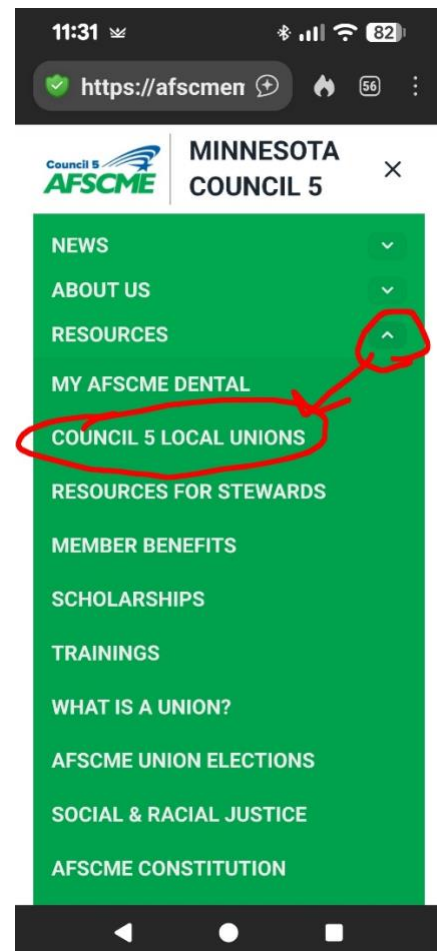 11:31
82
https://afscmen
56
Council 5
AFSCME
MINNESOTA
COUNCIL 5
NEWS
ABOUT US
RESOURCES
MY AFSCME DENTAL
COUNCIL 5 LOCAL UNIONS
RESOURCES FOR STEWARDS
MEMBER BENEFITS
SCHOLARSHIPS
TRAININGS
WHAT IS A UNION?
AFSCME UNION ELECTIONS
SOCIAL & RACIAL JUSTICE
AFSCME CONSTITUTION